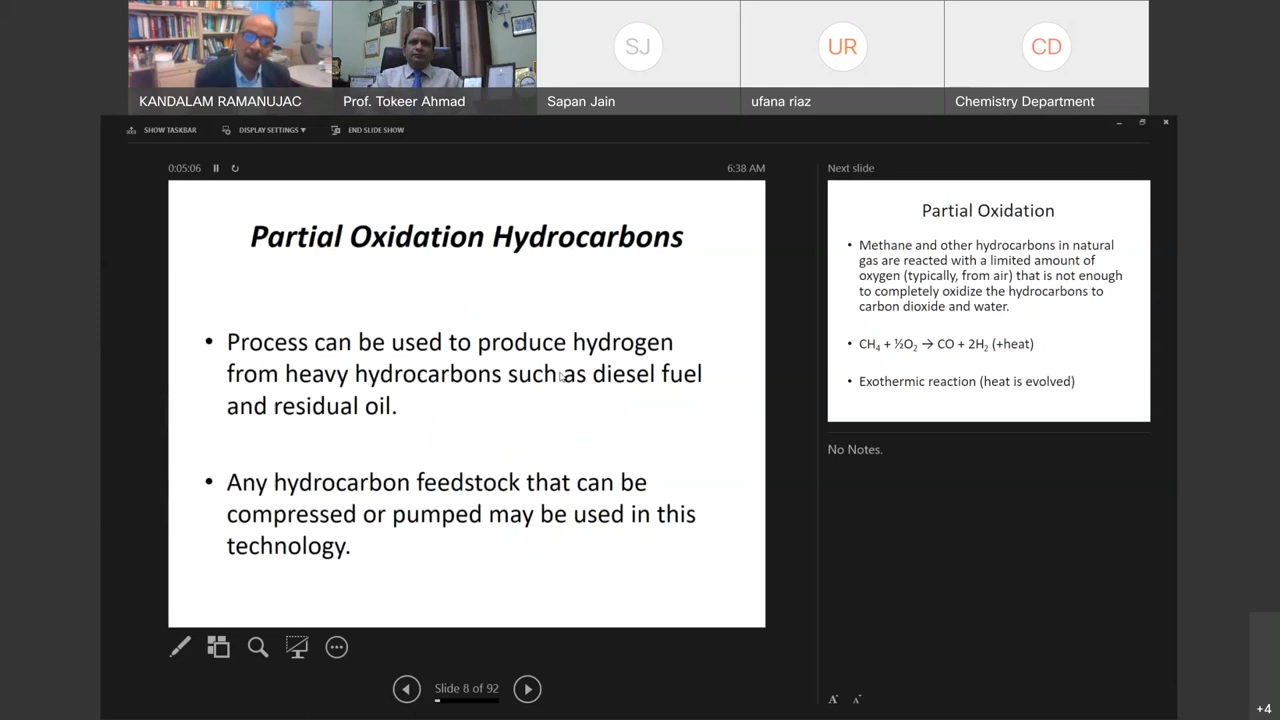 SJ
UR
CD
KANDALAM RAMANUJAC
Prof. Tokeer Ahmad
Sapan Jain
ufana riaz
Chemistry Department
SHOW TASKBAR
DISPLAY SETTINGS ▼
END SLIDE SHOW
0:05:06
6:38 AM
Partial Oxidation Hydrocarbons
• Process can be used to produce hydrogen
from heavy hydrocarbons such as diesel fuel
and residual oil.
• Any hydrocarbon feedstock that can be
compressed or pumped may be used in this
technology.
Slide 8 of 92
Next slide
Partial Oxidation
• Methane and other hydrocarbons in natural
gas are reacted with a limited amount of
oxygen (typically, from air) that is not enough
to completely oxidize the hydrocarbons to
carbon dioxide and water.
• CH₄ + ½O₂ → CO + 2H₂ (+heat)
• Exothermic reaction (heat is evolved)
No Notes.
A A
+4